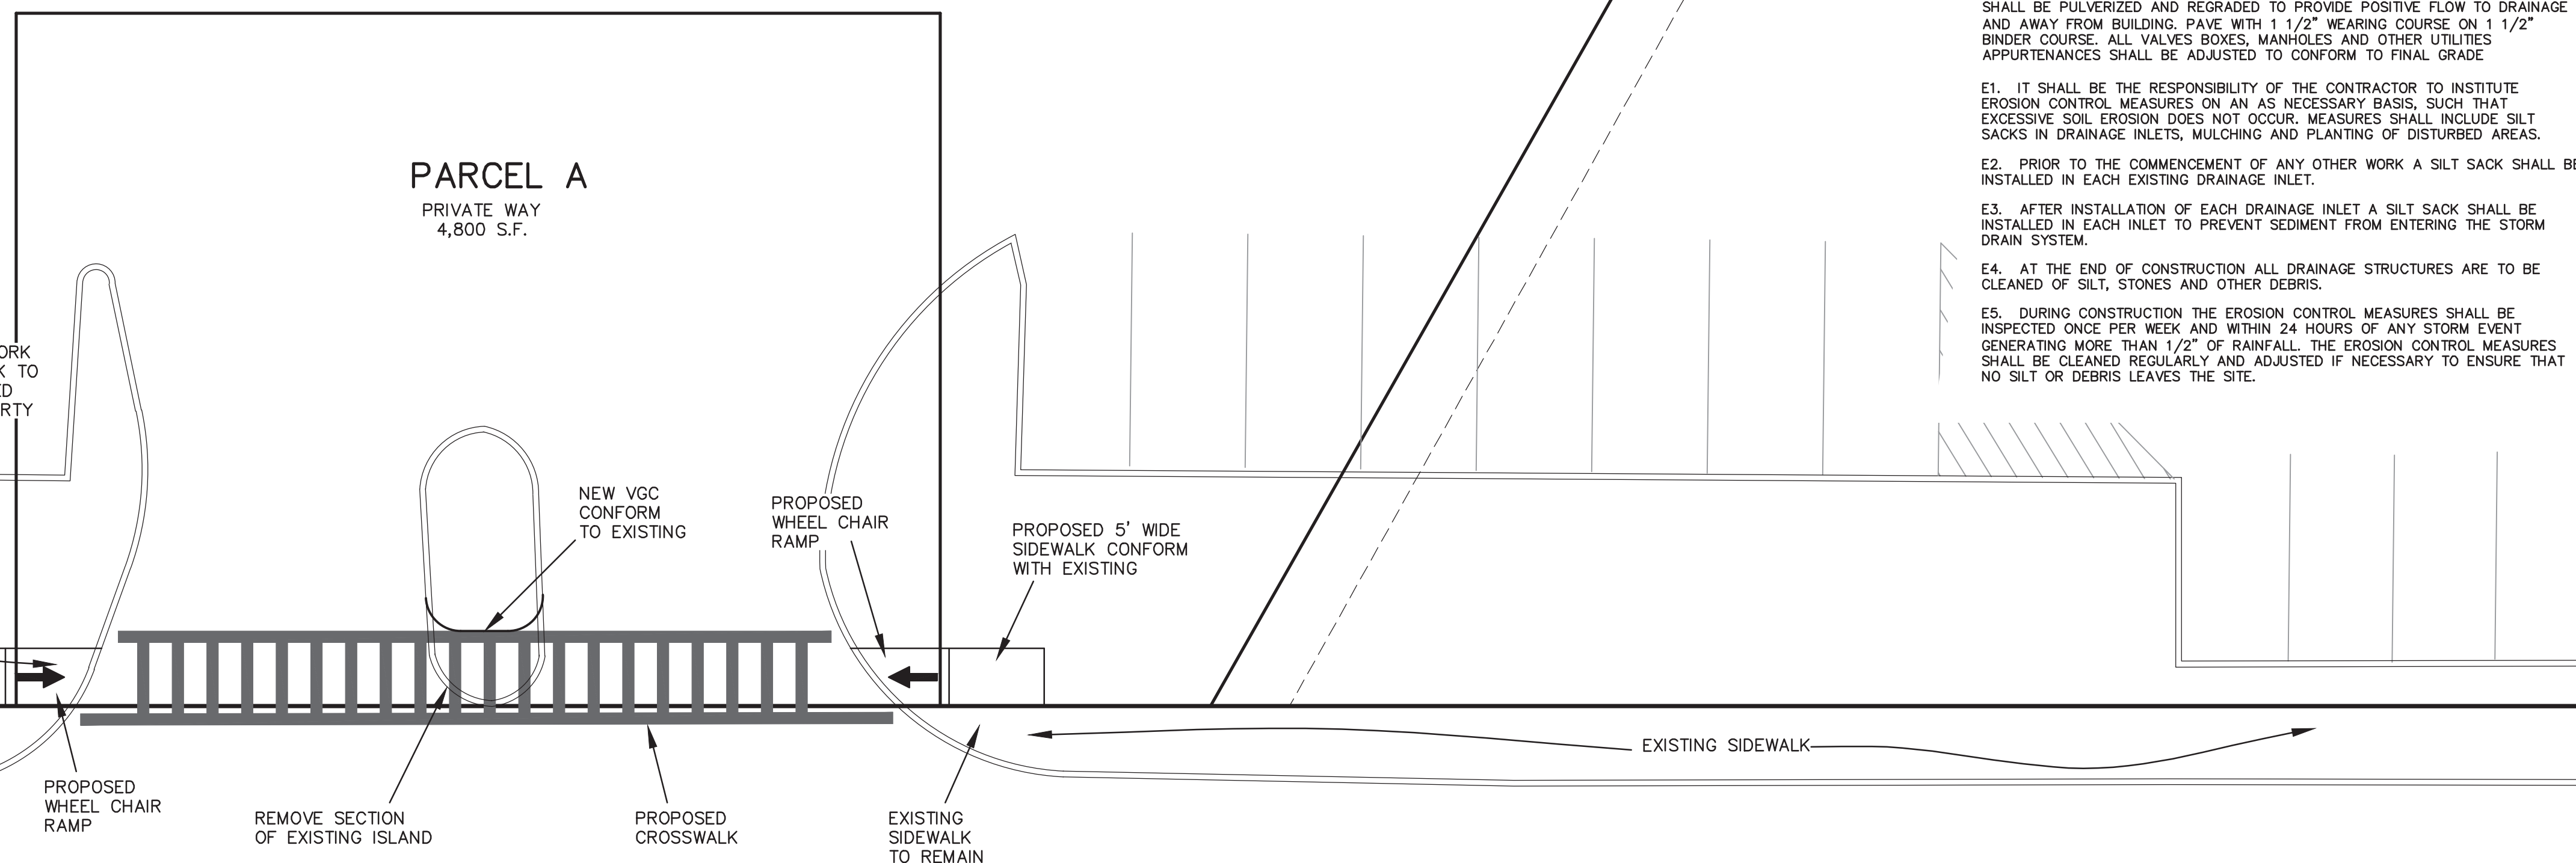 SHALL BE PULVERIZED AND REGRADED TO PROVIDE POSITIVE FLOW TO DRAINAGE
AND AWAY FROM BUILDING. PAVE WITH 1 1/2" WEARING COURSE ON 1 1/2"
BINDER COURSE. ALL VALVES BOXES, MANHOLES AND OTHER UTILITIES
APPURTENANCES SHALL BE ADJUSTED TO CONFORM TO FINAL GRADE
E1. IT SHALL BE THE RESPONSIBILITY OF THE CONTRACTOR TO INSTITUTE
EROSION CONTROL MEASURES ON AN AS NECESSARY BASIS, SUCH THAT
EXCESSIVE SOIL EROSION DOES NOT OCCUR. MEASURES SHALL INCLUDE SILT
SACKS IN DRAINAGE INLETS, MULCHING AND PLANTING OF DISTURBED AREAS.
E2. PRIOR TO THE COMMENCEMENT OF ANY OTHER WORK A SILT SACK SHALL BE
INSTALLED IN EACH EXISTING DRAINAGE INLET.
E3. AFTER INSTALLATION OF EACH DRAINAGE INLET A SILT SACK SHALL BE
INSTALLED IN EACH INLET TO PREVENT SEDIMENT FROM ENTERING THE STORM
DRAIN SYSTEM.
E4. AT THE END OF CONSTRUCTION ALL DRAINAGE STRUCTURES ARE TO BE
CLEANED OF SILT, STONES AND OTHER DEBRIS.
E5. DURING CONSTRUCTION THE EROSION CONTROL MEASURES SHALL BE
INSPECTED ONCE PER WEEK AND WITHIN 24 HOURS OF ANY STORM EVENT
GENERATING MORE THAN 1/2" OF RAINFALL. THE EROSION CONTROL MEASURES
SHALL BE CLEANED REGULARLY AND ADJUSTED IF NECESSARY TO ENSURE THAT
NO SILT OR DEBRIS LEAVES THE SITE.
PARCEL A
PRIVATE WAY
4,800 S.F.
ORK
K TO
ED
RTY
NEW VGC
CONFORM
TO EXISTING
PROPOSED
WHEEL CHAIR
RAMP
PROPOSED 5' WIDE
SIDEWALK CONFORM
WITH EXISTING
EXISTING SIDEWALK
PROPOSED
WHEEL CHAIR
RAMP
REMOVE SECTION
OF EXISTING ISLAND
PROPOSED
CROSSWALK
EXISTING
SIDEWALK
TO REMAIN